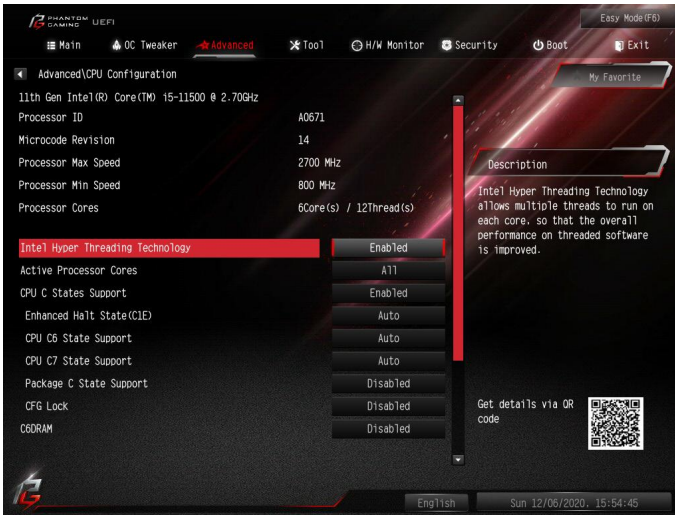 PHANTOM GAMING UEFI
Easy Mode(F6)
Main OC Tweaker Advanced Tool H/W Monitor Security Boot Exit
Advanced\CPU Configuration
My Favorite
11th Gen Intel(R) Core(TM) i5-11500 @ 2.70GHz
Processor ID A0671
Microcode Revision 14
Processor Max Speed 2700 MHz
Processor Min Speed 800 MHz
Processor Cores 6Core(s) / 12Thread(s)
Intel Hyper Threading Technology Enabled
Active Processor Cores All
CPU C States Support Enabled
Enhanced Halt State(C1E) Auto
CPU C6 State Support Auto
CPU C7 State Support Auto
Package C State Support Disabled
CFG Lock Disabled
C6DRAM Disabled
Description
Intel Hyper Threading Technology
allows multiple threads to run on
each core, so that the overall
performance on threaded software
is improved.
Get details via QR
code
English
Sun 12/06/2020, 15:54:45